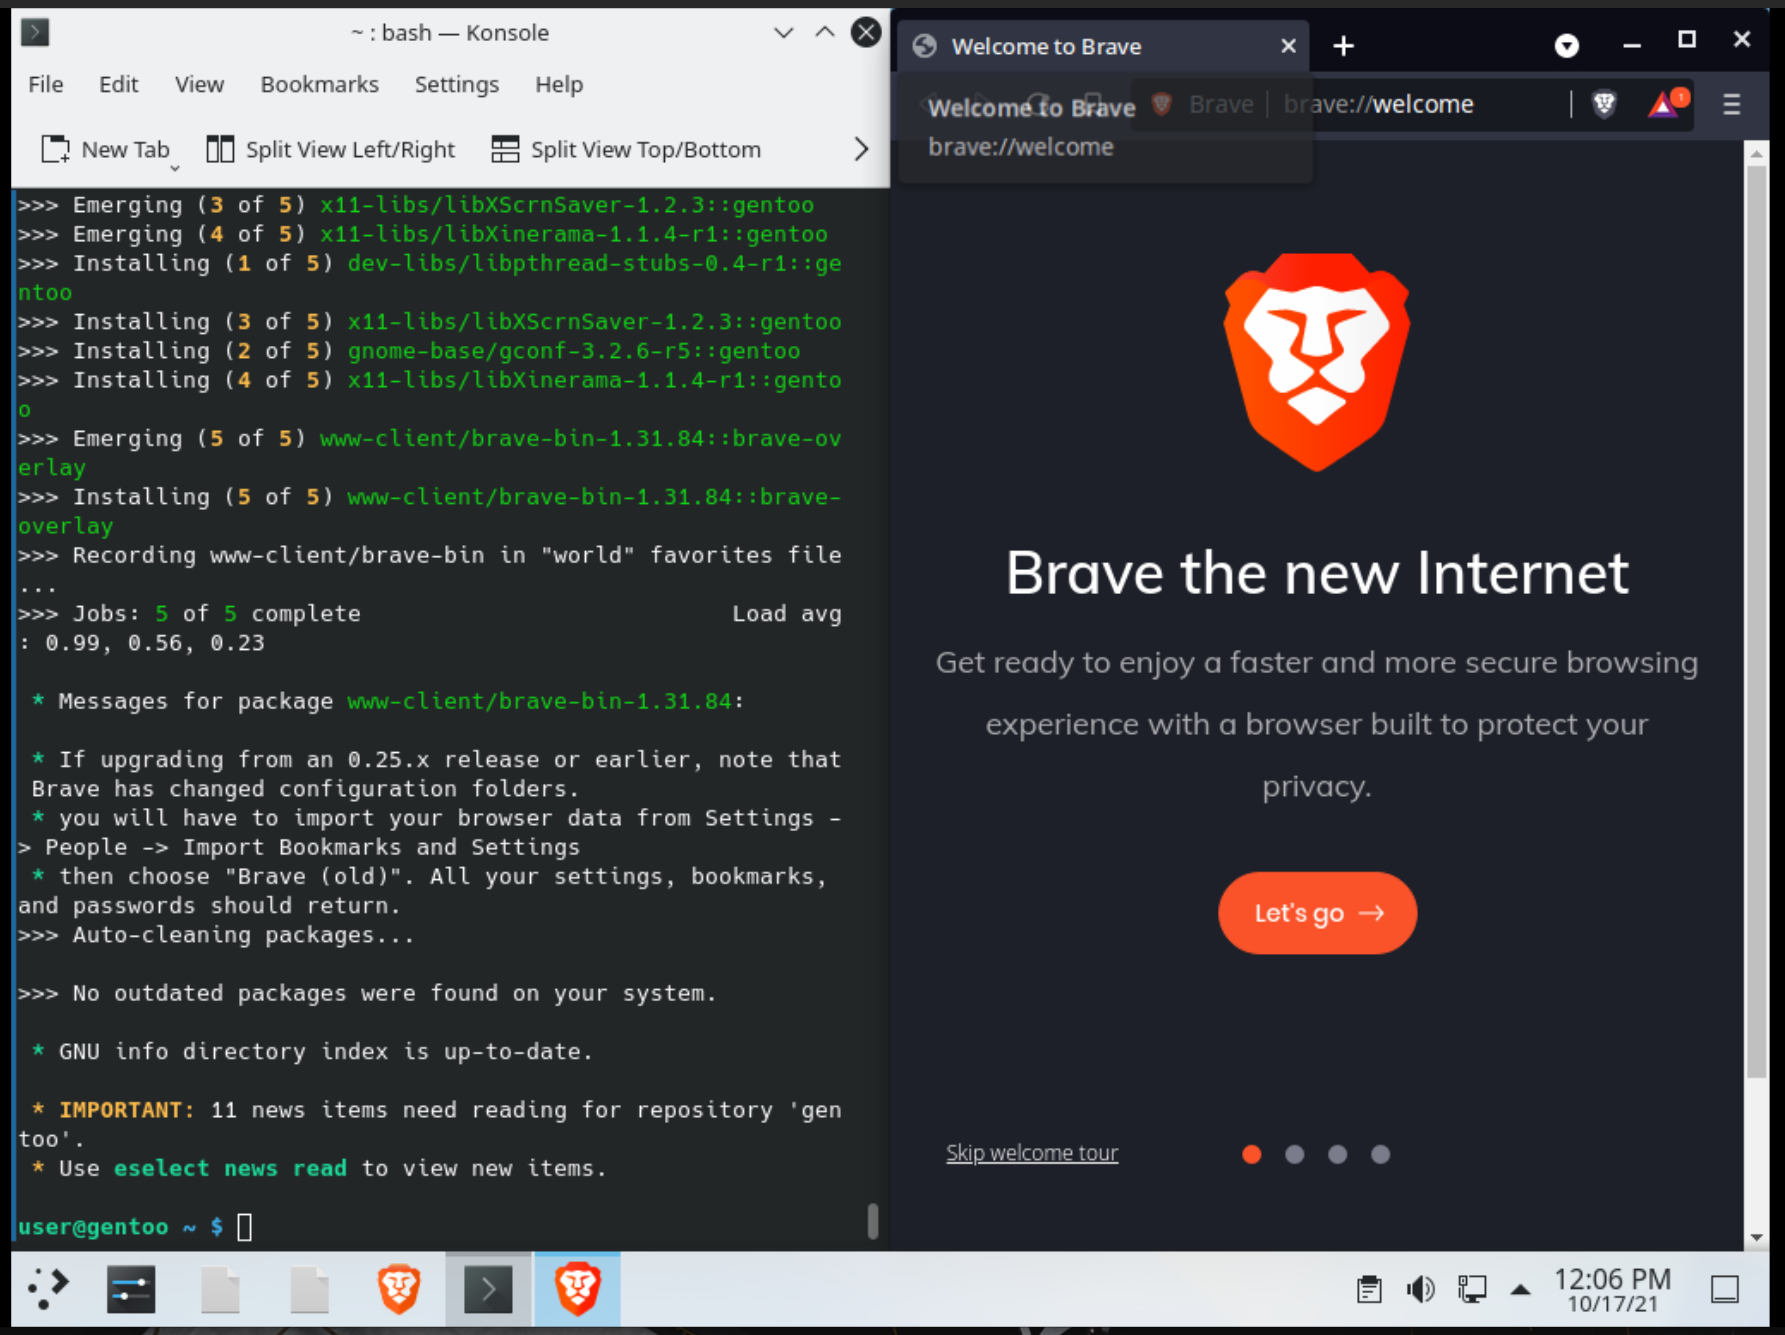 ~ : bash — Konsole
File Edit View Bookmarks Settings Help
New Tab Split View Left/Right Split View Top/Bottom
>>> Emerging (3 of 5) x11-libs/libXScrnSaver-1.2.3::gentoo
>>> Emerging (4 of 5) x11-libs/libXinerama-1.1.4-r1::gentoo
>>> Installing (1 of 5) dev-libs/libpthread-stubs-0.4-r1::ge
ntoo
>>> Installing (3 of 5) x11-libs/libXScrnSaver-1.2.3::gentoo
>>> Installing (2 of 5) gnome-base/gconf-3.2.6-r5::gentoo
>>> Installing (4 of 5) x11-libs/libXinerama-1.1.4-r1::gento
o
>>> Emerging (5 of 5) www-client/brave-bin-1.31.84::brave-ov
erlay
>>> Installing (5 of 5) www-client/brave-bin-1.31.84::brave-
overlay
>>> Recording www-client/brave-bin in "world" favorites file
...
>>> Jobs: 5 of 5 complete Load avg
: 0.99, 0.56, 0.23
* Messages for package www-client/brave-bin-1.31.84:
* If upgrading from an 0.25.x release or earlier, note that
Brave has changed configuration folders.
* you will have to import your browser data from Settings -
> People -> Import Bookmarks and Settings
* then choose "Brave (old)". All your settings, bookmarks,
and passwords should return.
>>> Auto-cleaning packages...
>>> No outdated packages were found on your system.
* GNU info directory index is up-to-date.
* IMPORTANT: 11 news items need reading for repository 'gen
too'.
* Use eselect news read to view new items.
user@gentoo ~ $
Welcome to Brave
Brave | brave://welcome
1
Welcome to Brave
brave://welcome
Brave the new Internet
Get ready to enjoy a faster and more secure browsing
experience with a browser built to protect your
privacy.
Let's go →
Skip welcome tour
12:06 PM
10/17/21